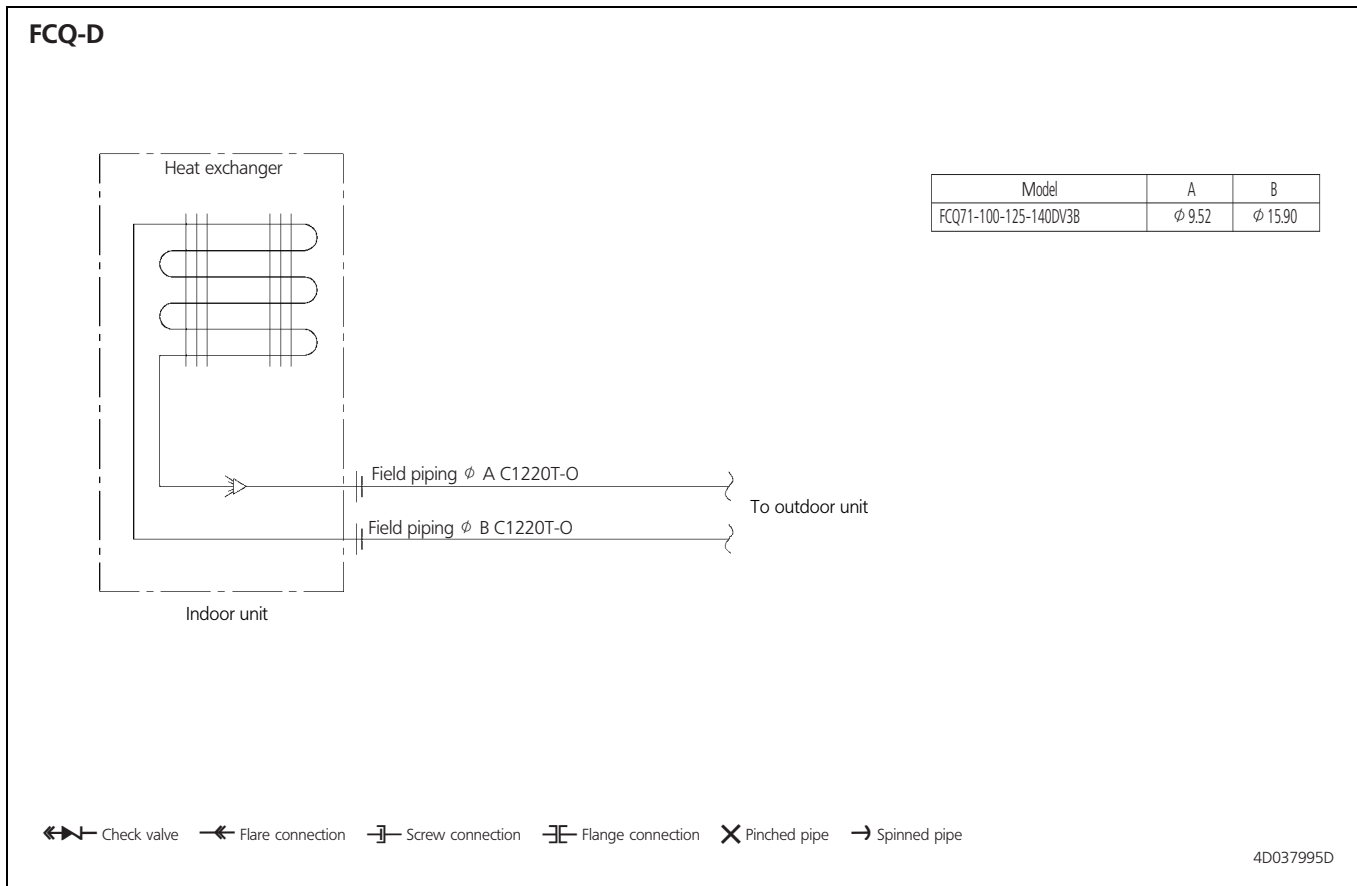 FCQ-D
Heat exchanger
Model A B
FCQ71-100-125-140DV3B ϕ 9.52 ϕ 15.90
Field piping ϕ A C1220T-O
To outdoor unit
Field piping ϕ B C1220T-O
Indoor unit
Check valve Flare connection Screw connection Flange connection Pinched pipe Spinned pipe
4D037995D